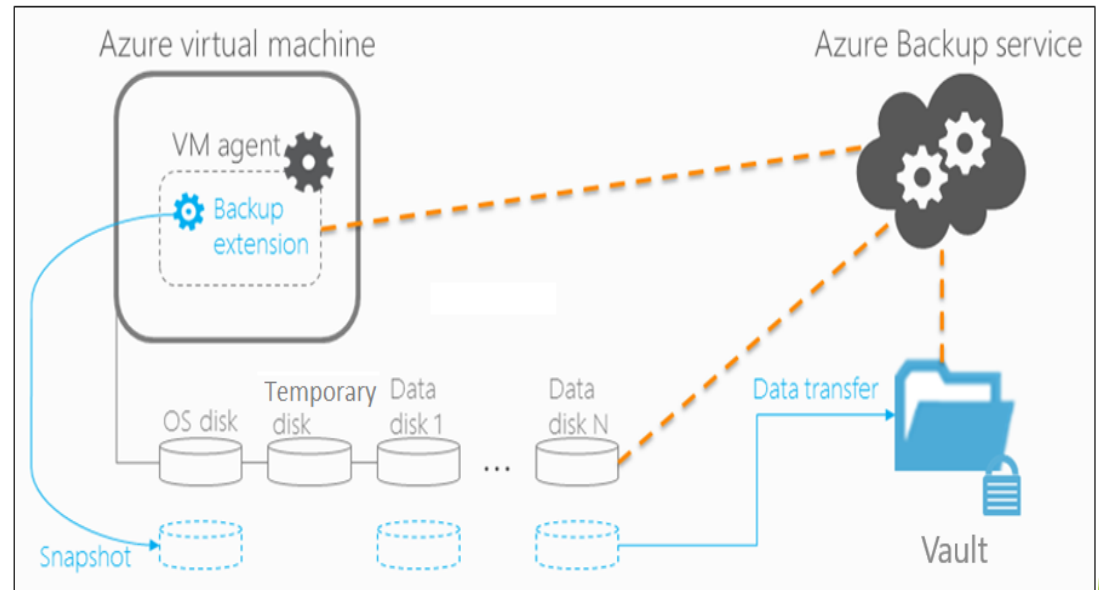 Azure virtual machine
Azure Backup service
VM agent
Backup
extension
OS disk
Temporary
disk
Data
disk 1
...
Data
disk N
Data transfer
Snapshot
Vault